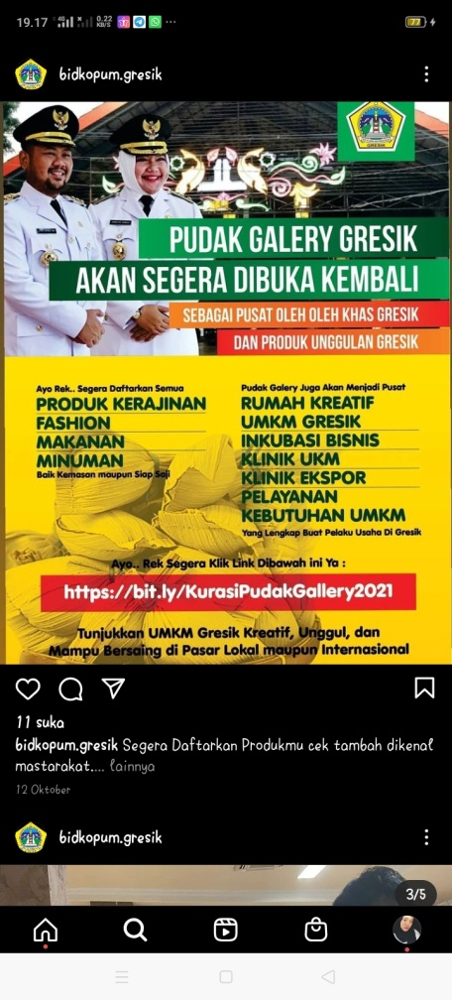 19.17 4G 0.22 KB/S 77
bidkopum.gresik
GRESIK
PUDAK GALERY GRESIK
AKAN SEGERA DIBUKA KEMBALI
SEBAGAI PUSAT OLEH OLEH KHAS GRESIK
DAN PRODUK UNGGULAN GRESIK
Ayo Rek.. Segera Daftarkan Semua
PRODUK KERAJINAN
FASHION
MAKANAN
MINUMAN
Baik Kemasan maupun Siap Saji
Pudak Galery Juga Akan Menjadi Pusat
RUMAH KREATIF
UMKM GRESIK
INKUBASI BISNIS
KLINIK UKM
KLINIK EKSPOR
PELAYANAN
KEBUTUHAN UMKM
Yang Lengkap Buat Pelaku Usaha Di Gresik
Ayo.. Rek Segera Klik Link Dibawah ini Ya :
https://bit.ly/KurasiPudakGallery2021
Tunjukkan UMKM Gresik Kreatif, Unggul, dan
Mampu Bersaing di Pasar Lokal maupun Internasional
11 suka
bidkopum.gresik Segera Daftarkan Produkmu cek tambah dikenal
mastarakat.... lainnya
12 Oktober
bidkopum.gresik
3/5